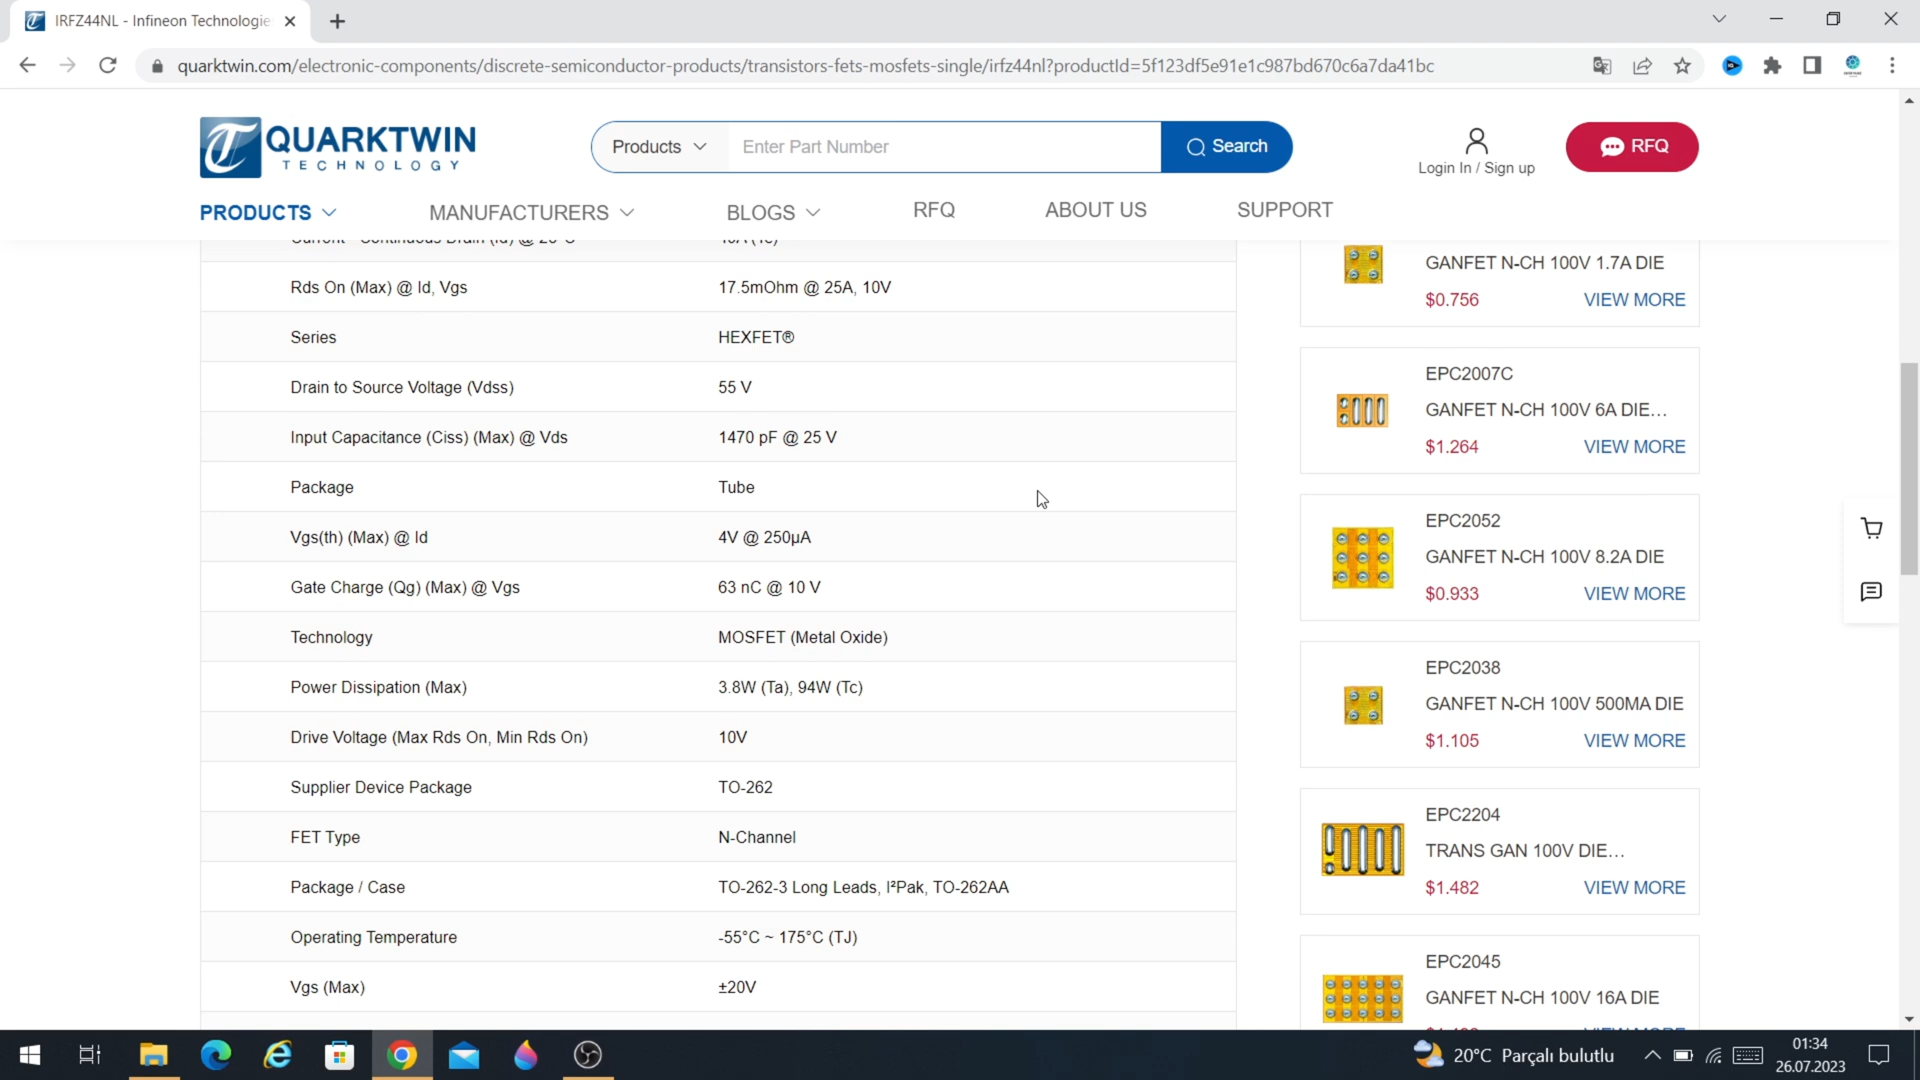 IRFZ44NL - Infineon Technologie
quarktwin.com/electronic-components/discrete-semiconductor-products/transistors-fets-mosfets-single/irfz44nl?productId=5f123df5e91e1c987bd670c6a7da41bc
QUARKTWIN
TECHNOLOGY
Products
Enter Part Number
Search
Login In / Sign up
RFQ
PRODUCTS
MANUFACTURERS
BLOGS
RFQ
ABOUT US
SUPPORT
Rds On (Max) @ Id, Vgs
17.5mOhm @ 25A, 10V
Series
HEXFET®
Drain to Source Voltage (Vdss)
55 V
Input Capacitance (Ciss) (Max) @ Vds
1470 pF @ 25 V
Package
Tube
Vgs(th) (Max) @ Id
4V @ 250µA
Gate Charge (Qg) (Max) @ Vgs
63 nC @ 10 V
Technology
MOSFET (Metal Oxide)
Power Dissipation (Max)
3.8W (Ta), 94W (Tc)
Drive Voltage (Max Rds On, Min Rds On)
10V
Supplier Device Package
TO-262
FET Type
N-Channel
Package / Case
TO-262-3 Long Leads, I²Pak, TO-262AA
Operating Temperature
-55°C ~ 175°C (TJ)
Vgs (Max)
±20V
GANFET N-CH 100V 1.7A DIE
$0.756
VIEW MORE
EPC2007C
GANFET N-CH 100V 6A DIE…
$1.264
VIEW MORE
EPC2052
GANFET N-CH 100V 8.2A DIE
$0.933
VIEW MORE
EPC2038
GANFET N-CH 100V 500MA DIE
$1.105
VIEW MORE
EPC2204
TRANS GAN 100V DIE…
$1.482
VIEW MORE
EPC2045
GANFET N-CH 100V 16A DIE
20°C Parçalı bulutlu
01:34
26.07.2023